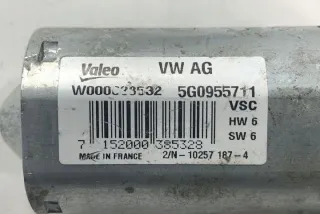 Valeo VW AG
5G0955711
VSC
HW 6
SW 6
7 152000 385328
MADE IN FRANCE 2/N - 10257 187-4